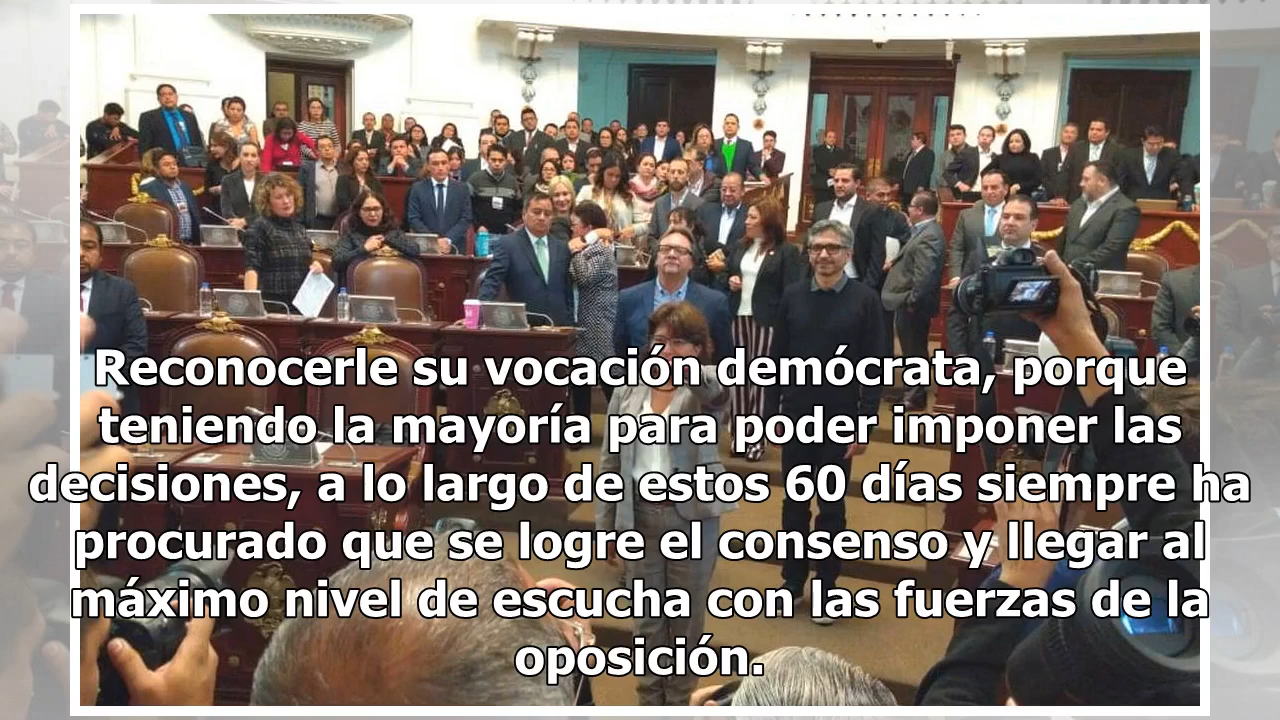 Reconocerle su vocación demócrata, porque
teniendo la mayoría para poder imponer las
decisiones, a lo largo de estos 60 días siempre ha
procurado que se logre el consenso y llegar al
máximo nivel de escucha con las fuerzas de la
oposición.